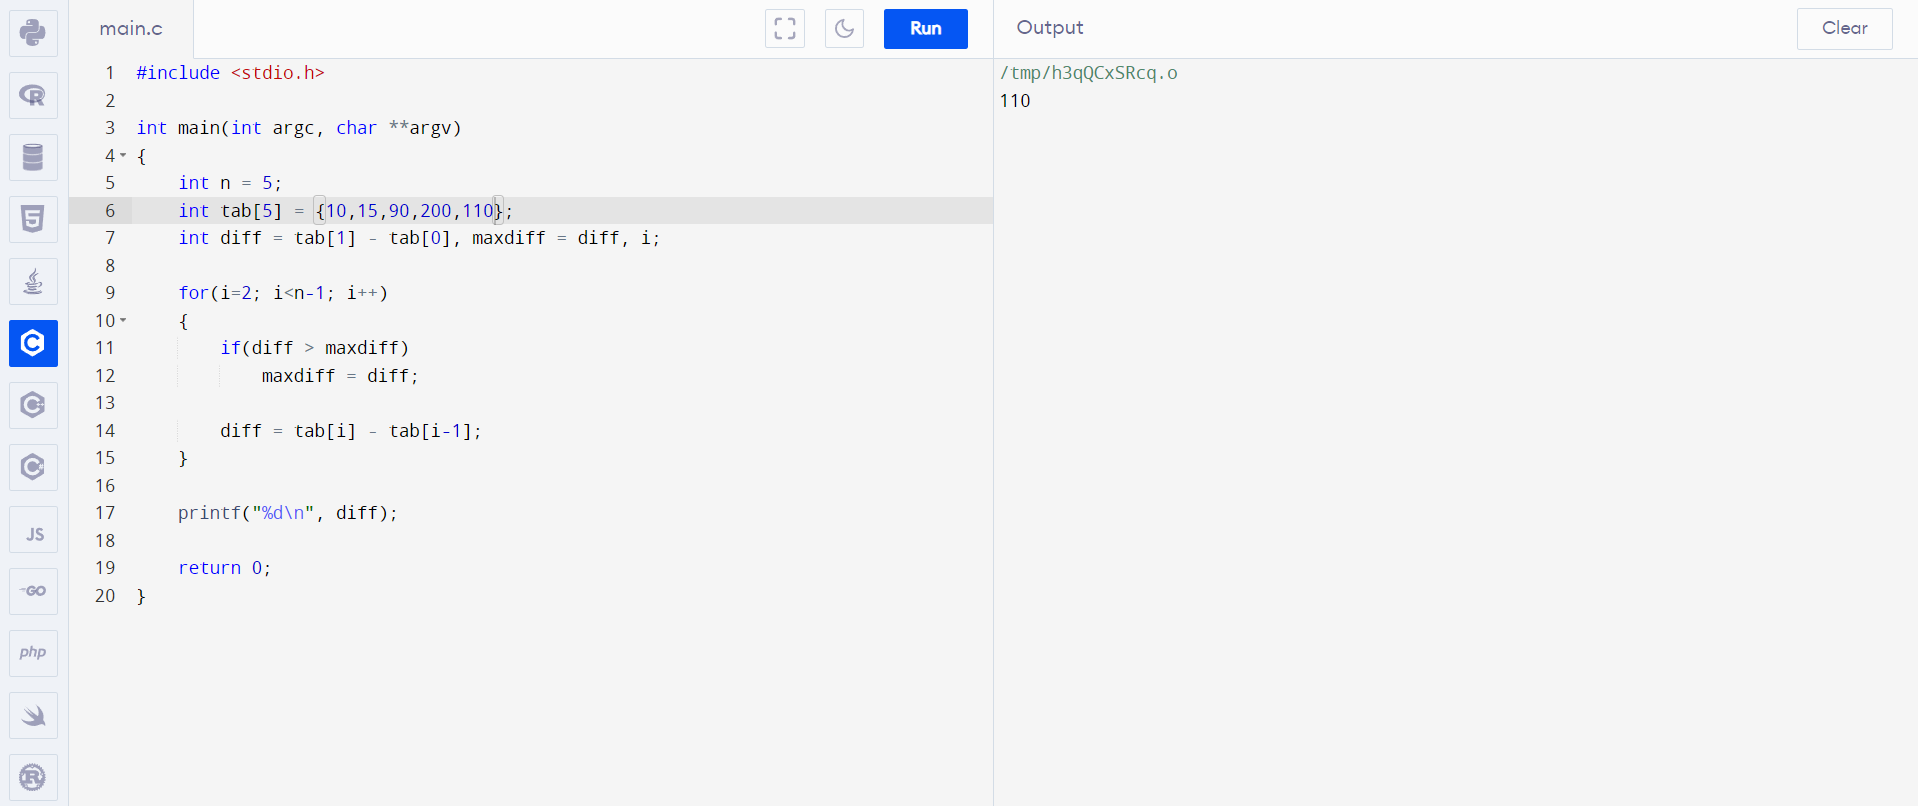 main.c
Run
Output
Clear
1 #include <stdio.h>
2
3 int main(int argc, char **argv)
4 {
5     int n = 5;
6     int tab[5] = {10,15,90,200,110};
7     int diff = tab[1] - tab[0], maxdiff = diff, i;
8
9     for(i=2; i<n-1; i++)
10     {
11         if(diff > maxdiff)
12             maxdiff = diff;
13
14         diff = tab[i] - tab[i-1];
15     }
16
17     printf("%d\n", diff);
18
19     return 0;
20 }
/tmp/h3qQCxSRcq.o
110
R
5
C
C++
C#
JS
GO
php
R